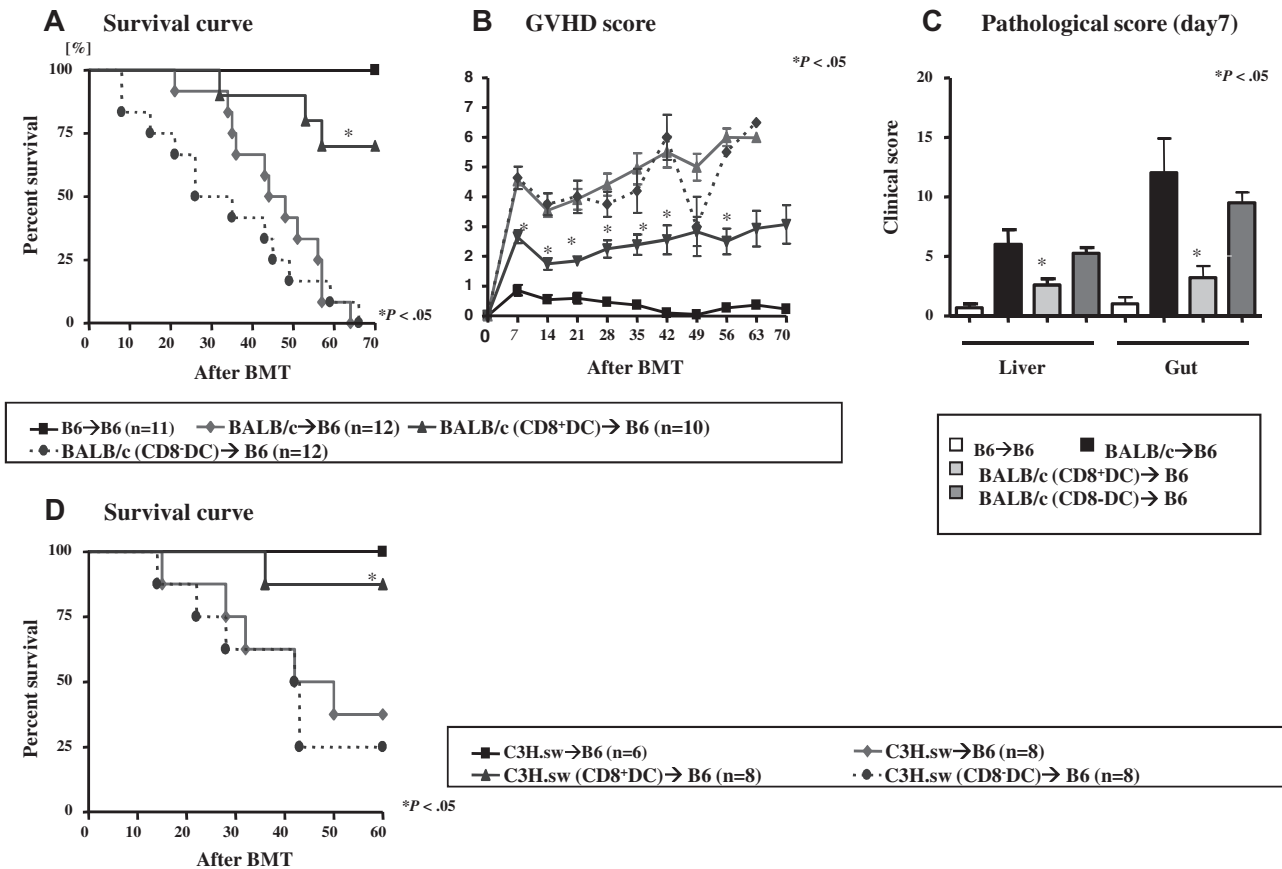 A Survival curve
[%]
100
75
50
25
0
Percent survival
10 20 30 40 50 60 70
After BMT
*
*P < .05
B GVHD score
*P < .05
8
7
6
5
4
3
2
1
0
0 7 14 21 28 35 42 49 56 63 70
After BMT
* * * * * * *
C Pathological score (day7)
*P < .05
20
15
10
5
0
Clinical score
* *
Liver Gut
B6→B6 (n=11) BALB/c→B6 (n=12) BALB/c (CD8+DC)→ B6 (n=10)
BALB/c (CD8-DC)→ B6 (n=12)
B6→B6 BALB/c→B6
BALB/c (CD8+DC)→ B6
BALB/c (CD8-DC)→ B6
D Survival curve
100
75
50
25
0
Percent survival
0 10 20 30 40 50 60
After BMT
*
*P < .05
C3H.sw→B6 (n=6) C3H.sw→B6 (n=8)
C3H.sw (CD8+DC)→ B6 (n=8) C3H.sw (CD8-DC)→ B6 (n=8)